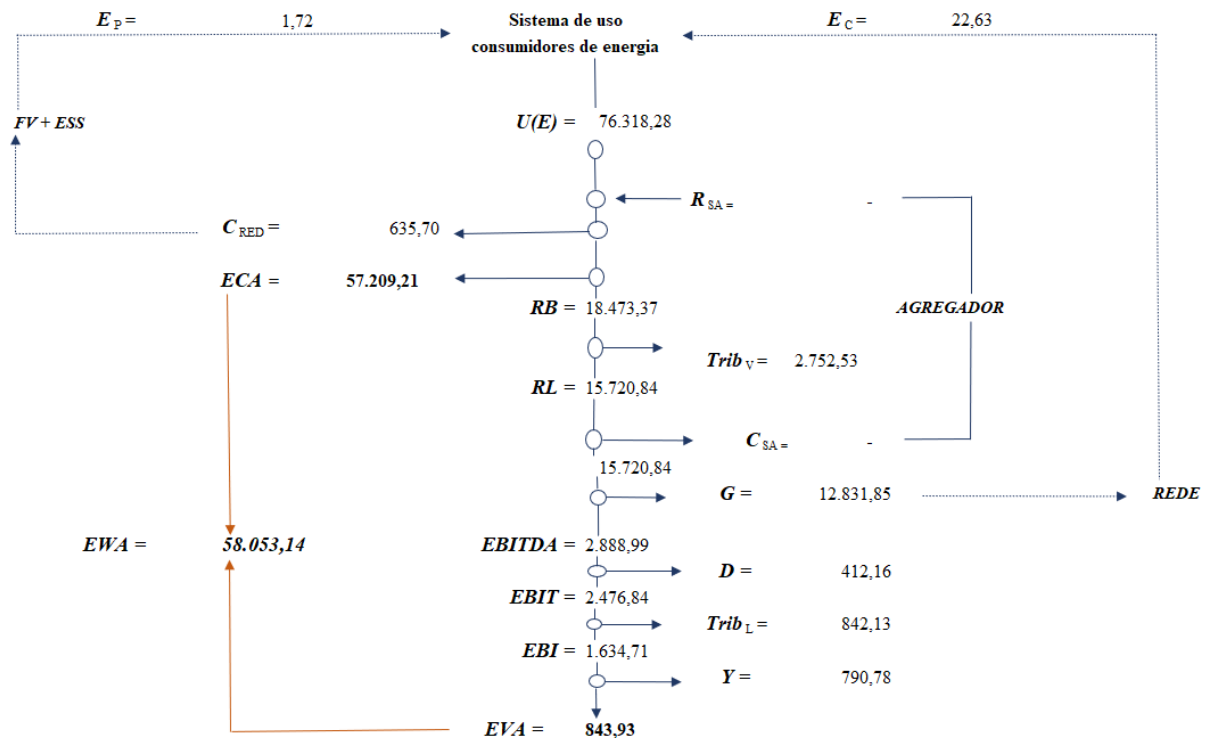 E P = 1,72
Sistema de uso
consumidores de energia
E C = 22,63
FV + ESS
U(E) = 76.318,28
R SA = -
C RED = 635,70
ECA = 57.209,21
RB = 18.473,37
AGREGADOR
Trib V = 2.752,53
RL = 15.720,84
C SA = -
15.720,84
G = 12.831,85
REDE
EWA = 58.053,14
EBITDA = 2.888,99
D = 412,16
EBIT = 2.476,84
Trib L = 842,13
EBI = 1.634,71
Y = 790,78
EVA = 843,93